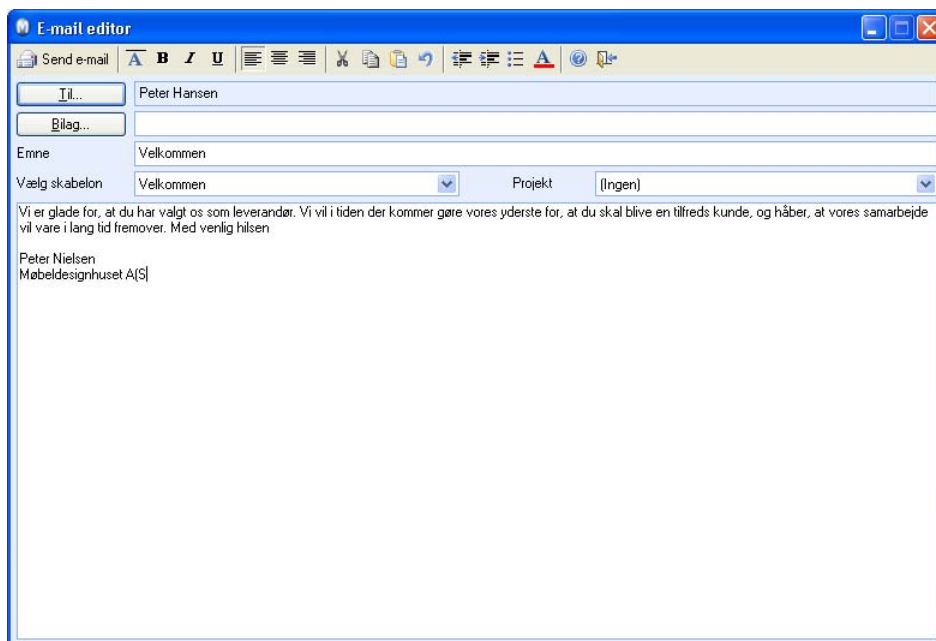 E-mail editor
Send e-mail A B I U A
Til... Peter Hansen
Bilag...
Emne Velkommen
Vælg skabelon Velkommen Projekt (Ingen)
Vi er glade for, at du har valgt os som leverandør. Vi vil i tiden der kommer gøre vores yderste for, at du skal blive en tilfreds kunde, og håber, at vores samarbejde
vil vare i lang tid fremover. Med venlig hilsen
Peter Nielsen
Møbeldesignhuset A(S